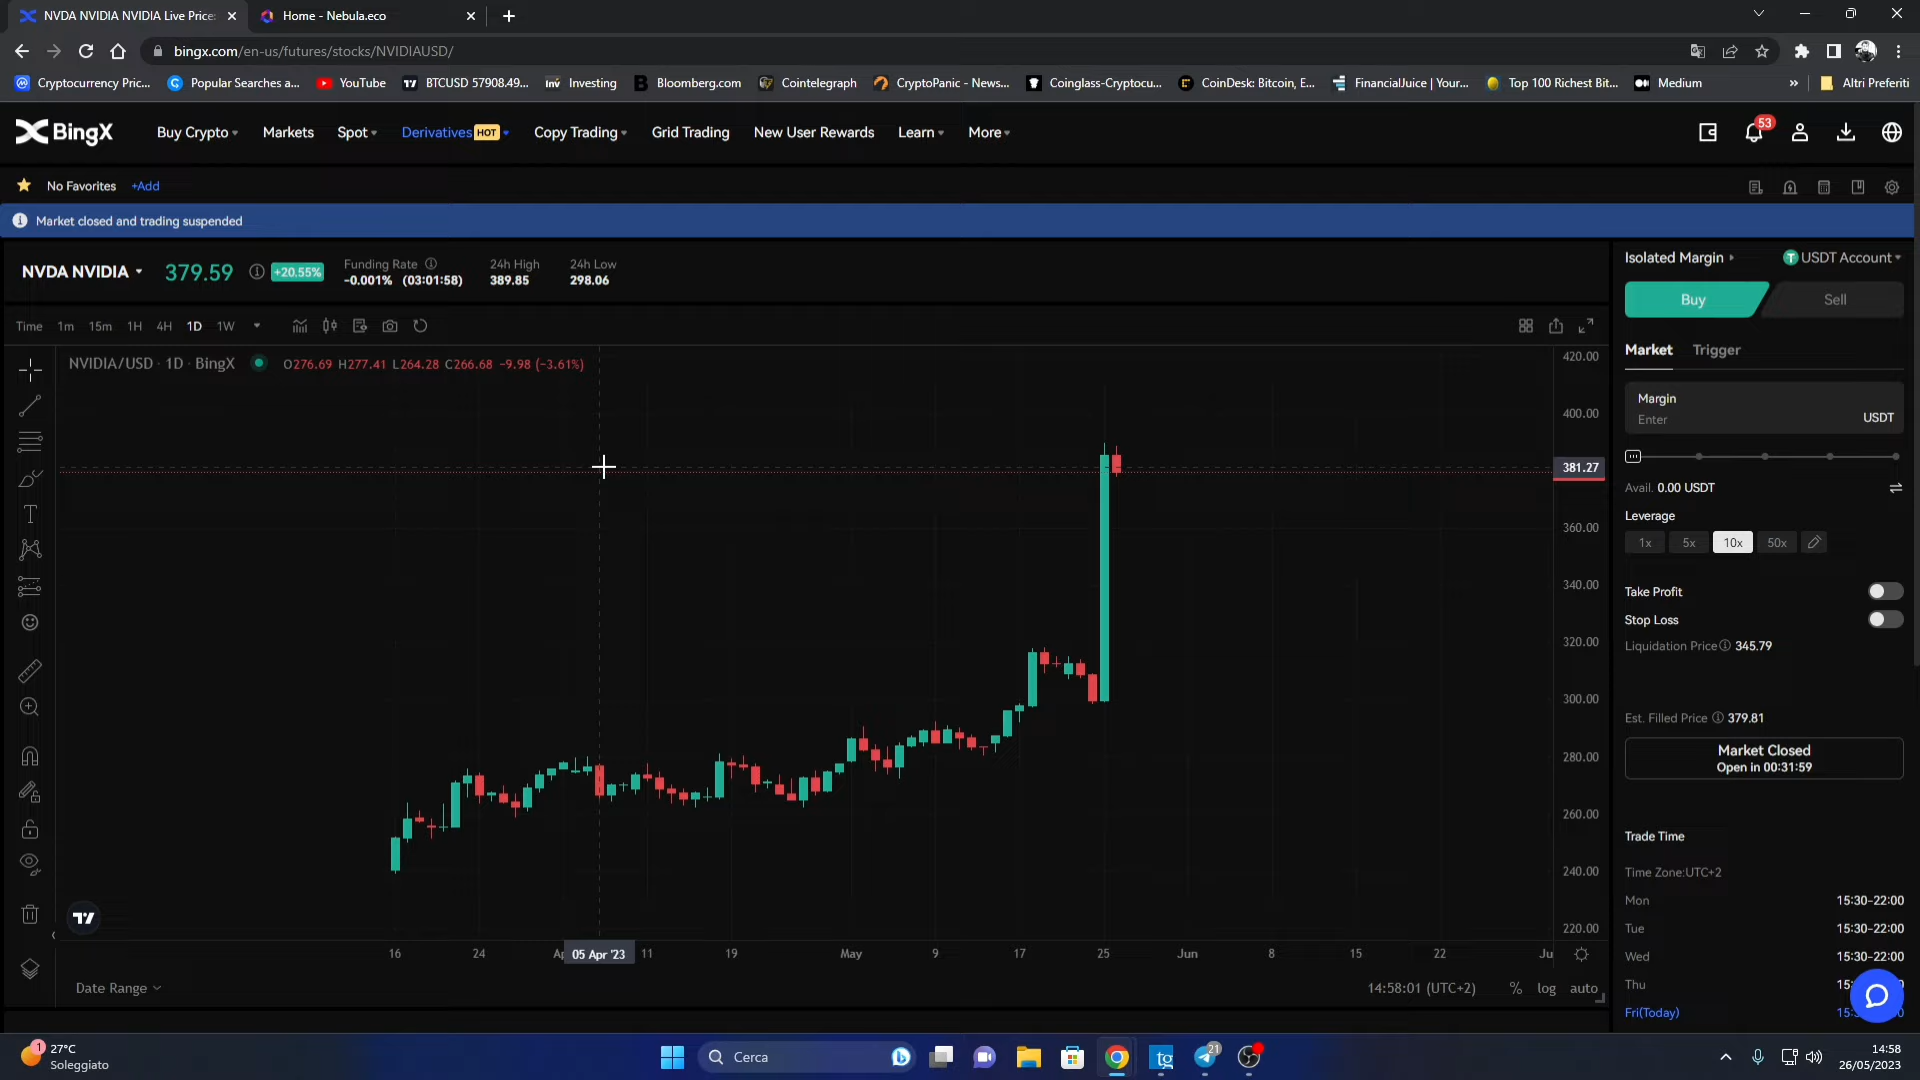 NVDA NVIDIA NVIDIA Live Price:
Home - Nebula.eco
bingx.com/en-us/futures/stocks/NVIDIAUSD/
Cryptocurrency Pric... Popular Searches a... YouTube BTCUSD 57908.49... Investing Bloomberg.com Cointelegraph CryptoPanic - News... Coinglass-Cryptocu... CoinDesk: Bitcoin, E... FinancialJuice | Your... Top 100 Richest Bit... Medium » Altri Preferiti
BingX Buy Crypto Markets Spot Derivatives HOT Copy Trading Grid Trading New User Rewards Learn More 53
No Favorites +Add
Market closed and trading suspended
NVDA NVIDIA 379.59 +20.55%
Funding Rate 24h High 24h Low
-0.001% (03:01:58) 389.85 298.06
Time 1m 15m 1H 4H 1D 1W
NVIDIA/USD · 1D · BingX O276.69 H277.41 L264.28 C266.68 -9.98 (-3.61%)
420.00
400.00
381.27
360.00
340.00
320.00
300.00
280.00
260.00
240.00
220.00
16 24 Ap 05 Apr '23 11 19 May 9 17 25 Jun 8 15 22 Ju
Date Range 14:58:01 (UTC+2) % log auto
Isolated Margin USDT Account
Buy Sell
Market Trigger
Margin
Enter USDT
Avail. 0.00 USDT
Leverage
1x 5x 10x 50x
Take Profit
Stop Loss
Liquidation Price 345.79
Est. Filled Price 379.81
Market Closed
Open in 00:31:59
Trade Time
Time Zone:UTC+2
Mon 15:30-22:00
Tue 15:30-22:00
Wed 15:30-22:00
Thu 15:
Fri(Today) 15:
1 27°C
Soleggiato
Cerca
tg
21
14:58
26/05/2023